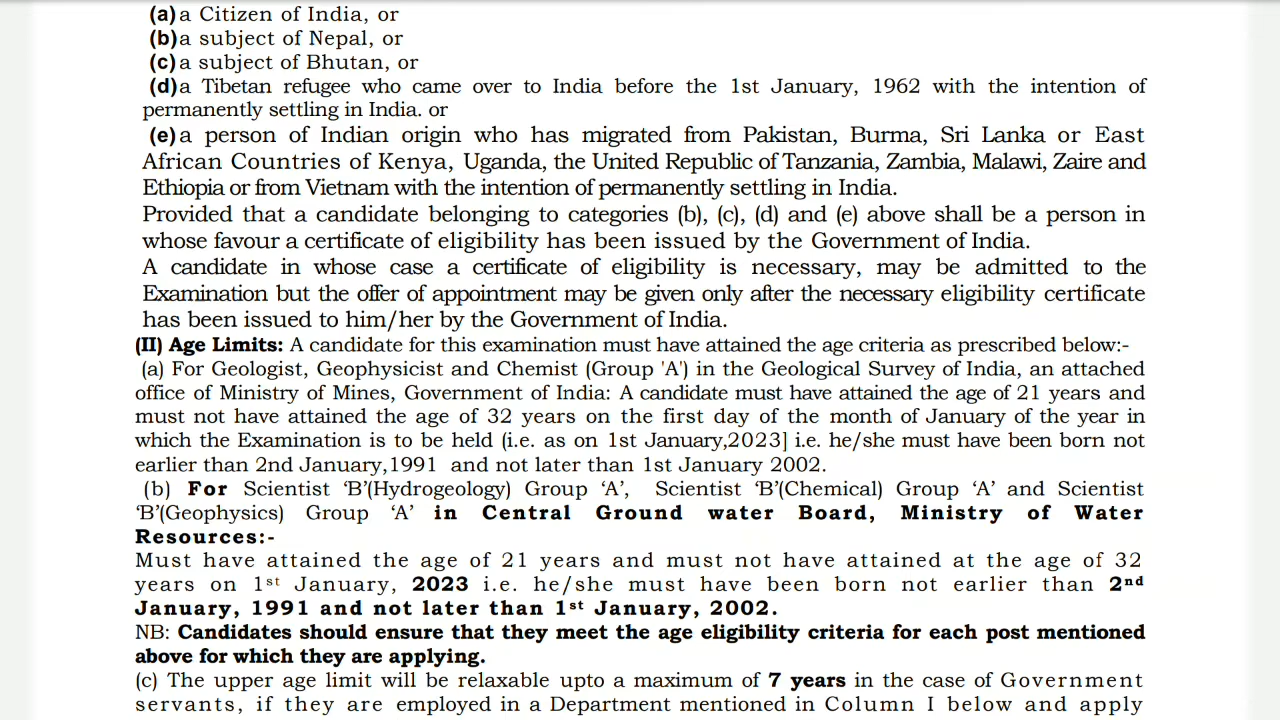 (a) a Citizen of India, or
(b) a subject of Nepal, or
(c) a subject of Bhutan, or
(d) a Tibetan refugee who came over to India before the 1st January, 1962 with the intention of
permanently settling in India. or
(e) a person of Indian origin who has migrated from Pakistan, Burma, Sri Lanka or East
African Countries of Kenya, Uganda, the United Republic of Tanzania, Zambia, Malawi, Zaire and
Ethiopia or from Vietnam with the intention of permanently settling in India.
Provided that a candidate belonging to categories (b), (c), (d) and (e) above shall be a person in
whose favour a certificate of eligibility has been issued by the Government of India.
A candidate in whose case a certificate of eligibility is necessary, may be admitted to the
Examination but the offer of appointment may be given only after the necessary eligibility certificate
has been issued to him/her by the Government of India.
(II) Age Limits: A candidate for this examination must have attained the age criteria as prescribed below:-
(a) For Geologist, Geophysicist and Chemist (Group 'A') in the Geological Survey of India, an attached
office of Ministry of Mines, Government of India: A candidate must have attained the age of 21 years and
must not have attained the age of 32 years on the first day of the month of January of the year in
which the Examination is to be held (i.e. as on 1st January,2023] i.e. he/she must have been born not
earlier than 2nd January,1991 and not later than 1st January 2002.
(b) For Scientist 'B'(Hydrogeology) Group 'A', Scientist 'B'(Chemical) Group 'A' and Scientist
'B'(Geophysics) Group 'A' in Central Ground water Board, Ministry of Water
Resources:-
Must have attained the age of 21 years and must not have attained at the age of 32
years on 1st January, 2023 i.e. he/she must have been born not earlier than 2nd
January, 1991 and not later than 1st January, 2002.
NB: Candidates should ensure that they meet the age eligibility criteria for each post mentioned
above for which they are applying.
(c) The upper age limit will be relaxable upto a maximum of 7 years in the case of Government
servants, if they are employed in a Department mentioned in Column I below and apply